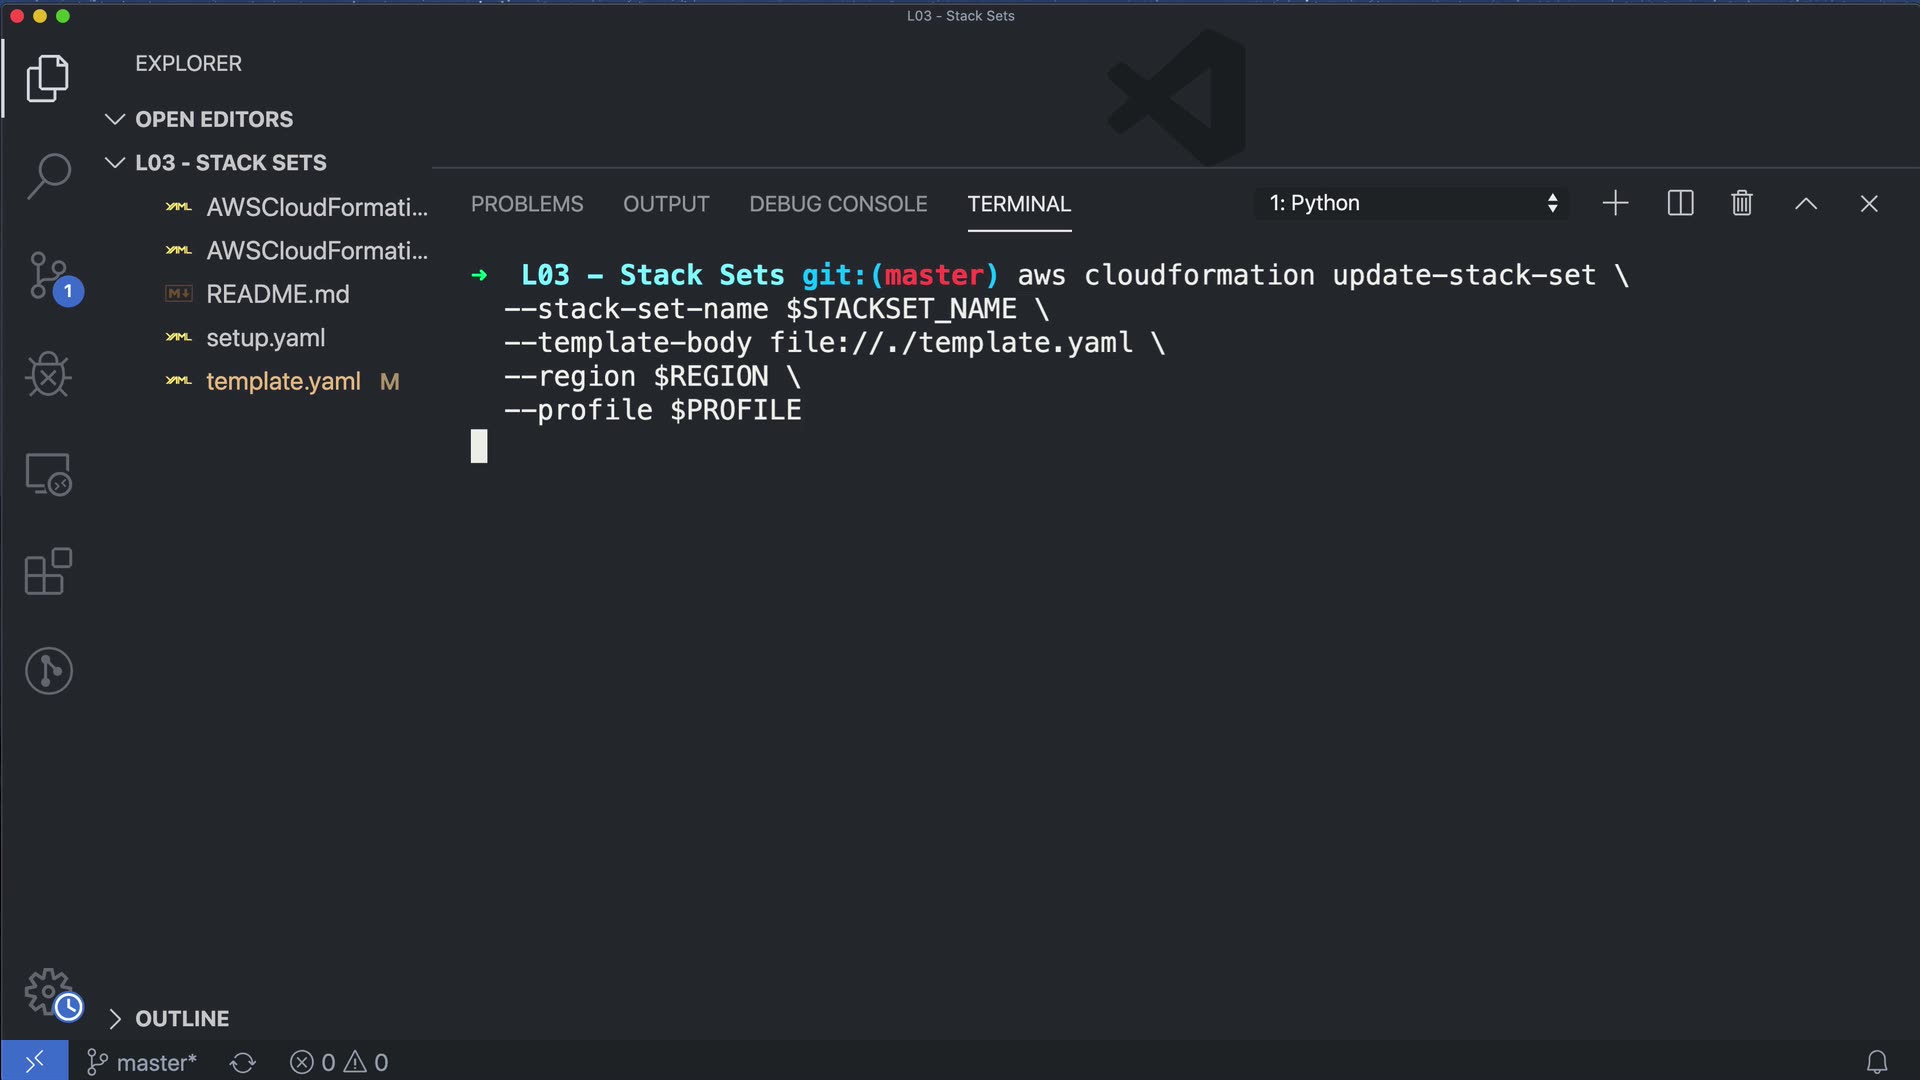 L03 - Stack Sets
EXPLORER
OPEN EDITORS
L03 - STACK SETS
AWSCloudFormati...
AWSCloudFormati...
README.md
setup.yaml
template.yaml M
1
PROBLEMS OUTPUT DEBUG CONSOLE TERMINAL 1: Python
➜ L03 - Stack Sets git:(master) aws cloudformation update-stack-set \
--stack-set-name $STACKSET_NAME \
--template-body file://./template.yaml \
--region $REGION \
--profile $PROFILE
OUTLINE
master* 0 0